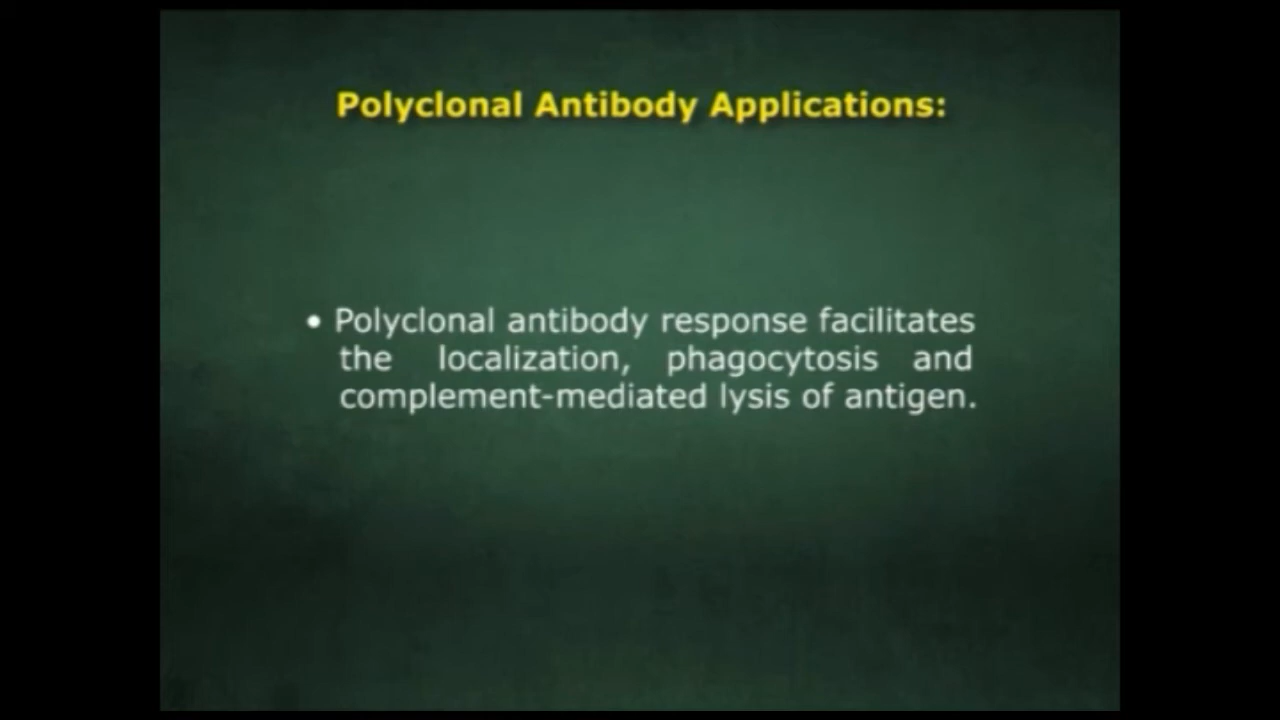 Polyclonal Antibody Applications:
• Polyclonal antibody response facilitates
the localization, phagocytosis and
complement-mediated lysis of antigen.